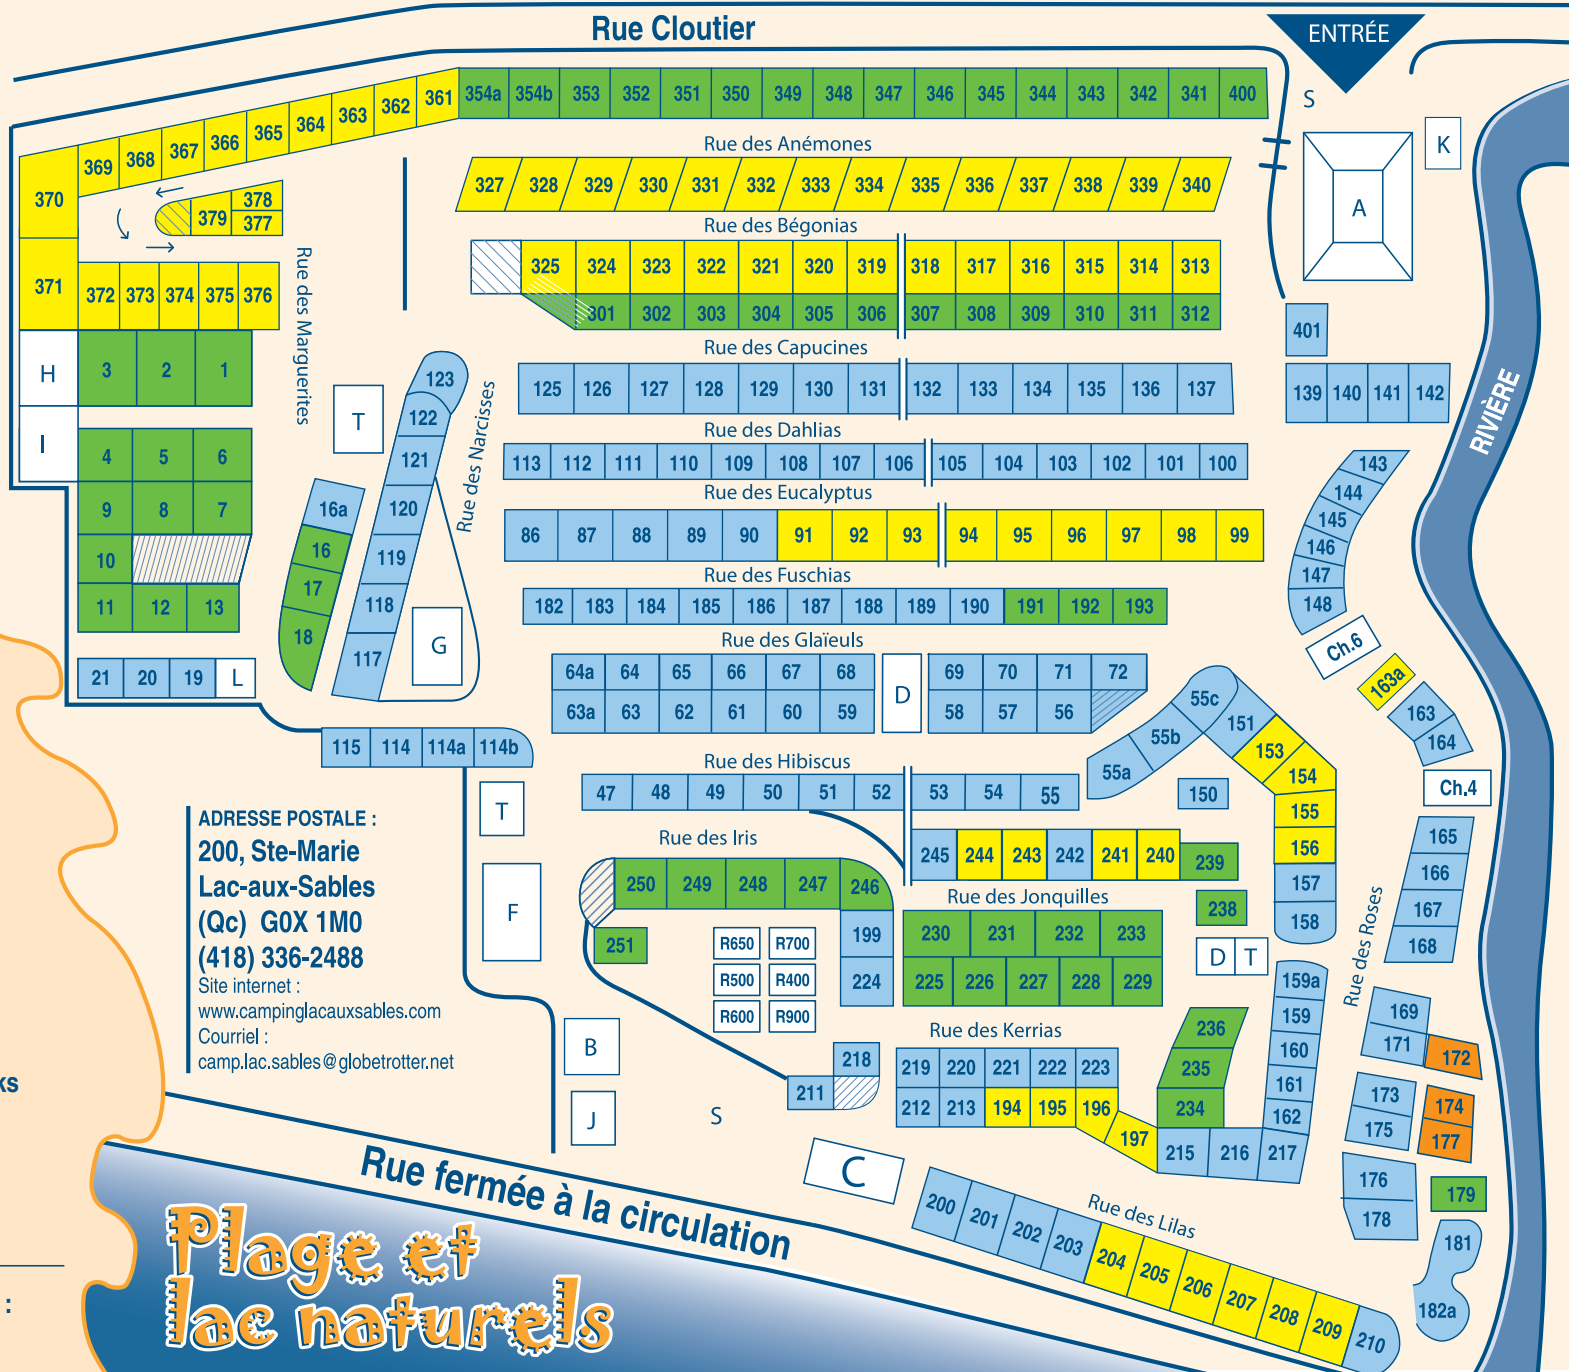 Rue Cloutier
ENTRÉE
S
K
A
354a 354b 353 352 351 350 349 348 347 346 345 344 343 342 341 400
369 368 367 366 365 364 363 362 361
370
371
379 378
377
372 373 374 375 376
Rue des Anémones
327 328 329 330 331 332 333 334 335 336 337 338 339 340
Rue des Bégonias
325 324 323 322 321 320 319 318 317 316 315 314 313
301 302 303 304 305 306 307 308 309 310 311 312
Rue des Marguerites
H
3 2 1
I
4 5 6
9 8 7
10
11 12 13
21 20 19 L
T
16a
16
17
18
123
122
121
120
119
118
117
Rue des Narcisses
G
115 114 114a 114b
Rue des Capucines
125 126 127 128 129 130 131 132 133 134 135 136 137
Rue des Dahlias
113 112 111 110 109 108 107 106 105 104 103 102 101 100
Rue des Eucalyptus
86 87 88 89 90 91 92 93 94 95 96 97 98 99
Rue des Fuschias
182 183 184 185 186 187 188 189 190 191 192 193
Rue des Glaïeuls
64a 64 65 66 67 68 D 69 70 71 72
63a 63 62 61 60 59 58 57 56
Rue des Hibiscus
47 48 49 50 51 52 53 54 55
55a 55b 55c
151
153
154
155
156
157
158
150
401
139 140 141 142
RIVIÈRE
143
144
145
146
147
148
Ch.6
163a
163
164
Ch.4
165
166
167
168
Rue des Roses
169
171 172
173 174
175 177
176 179
178
181
182a
Rue des Iris
250 249 248 247 246
251
199
224
R650 R700
R500 R400
R600 R900
245 244 243 242 241 240 239
Rue des Jonquilles
238
230 231 232 233
225 226 227 228 229
D T
159a
159
160
161
162
236
235
234
Rue des Kerrias
218
211
219 220 221 222 223
212 213 194 195 196 197
215 216 217
S
C
Rue des Lilas
200 201 202 203 204 205 206 207 208 209 210
T
F
B
J
ADRESSE POSTALE :
200, Ste-Marie
Lac-aux-Sables
(Qc) G0X 1M0
(418) 336-2488
Site internet :
www.campinglacauxsables.com
Courriel :
camp.lac.sables@globetrotter.net
ks
:
Rue fermée à la circulation
Plage et
lac naturels